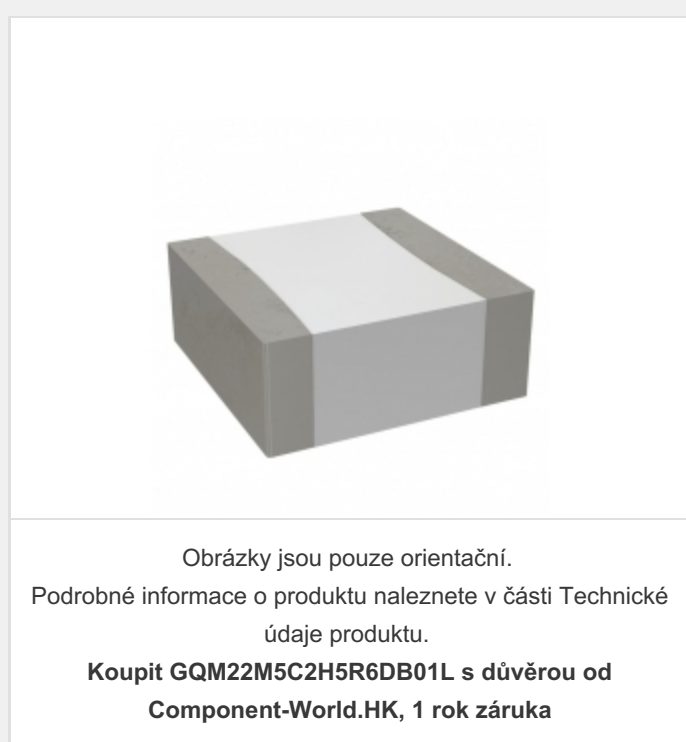 Obrázky jsou pouze orientační.
Podrobné informace o produktu naleznete v části Technické
údaje produktu.
Koupit GQM22M5C2H5R6DB01L s důvěrou od
Component-World.HK, 1 rok záruka